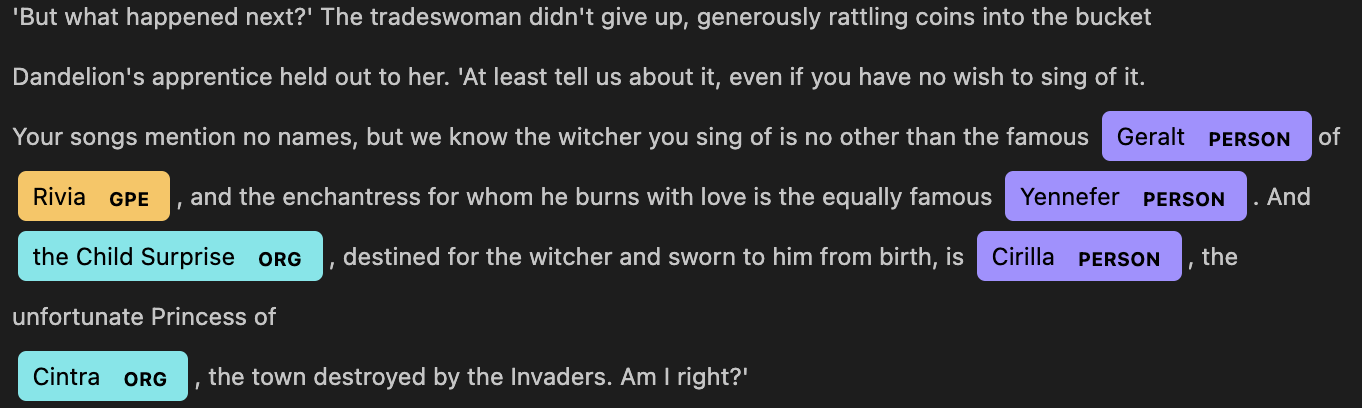 'But what happened next?' The tradeswoman didn't give up, generously rattling coins into the bucket
Dandelion's apprentice held out to her. 'At least tell us about it, even if you have no wish to sing of it.
Your songs mention no names, but we know the witcher you sing of is no other than the famous Geralt PERSON of
Rivia GPE , and the enchantress for whom he burns with love is the equally famous Yennefer PERSON . And
the Child Surprise ORG , destined for the witcher and sworn to him from birth, is Cirilla PERSON , the
unfortunate Princess of
Cintra ORG , the town destroyed by the Invaders. Am I right?'